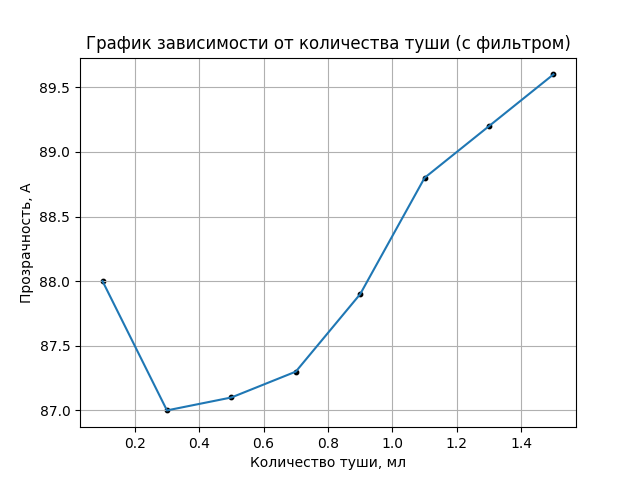 График зависимости от количества туши (с фильтром)
Прозрачность, А
89.5
89.0
88.5
88.0
87.5
87.0
0.2 0.4 0.6 0.8 1.0 1.2 1.4
Количество туши, мл